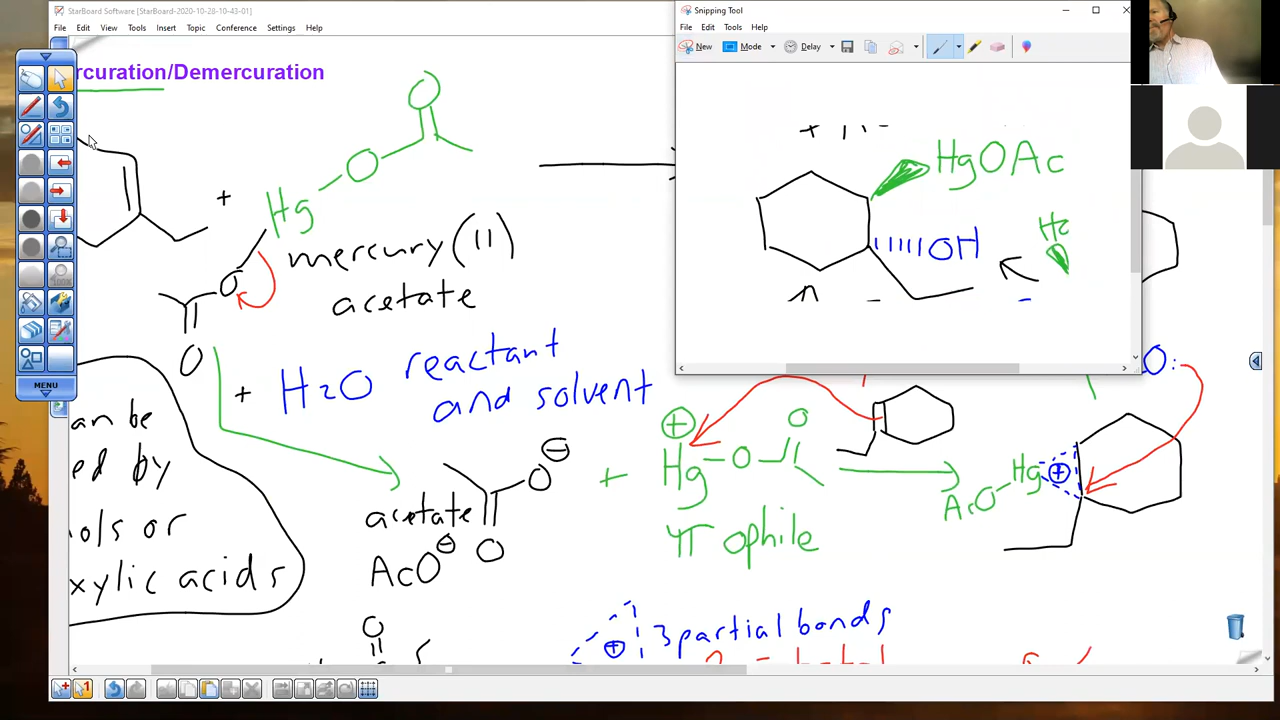 StarBoard Software - [StarBoard-2020-10-28-10-43-01]
File Edit View Tools Insert Topic Conference Settings Help
Snipping Tool
File Edit Tools Help
New Mode Delay
rcuration/Demercuration
O
O
Hg
+
mercury (II)
acetate
O
O
HgOAc
OH
+ H2O
reactant
and solvent
O:
an be
ed by
ols or
xylic acids
acetate
O
O
AcO
+
Hg
O
O
π ophile
AcO
Hg
O
3 partial bonds
MENU